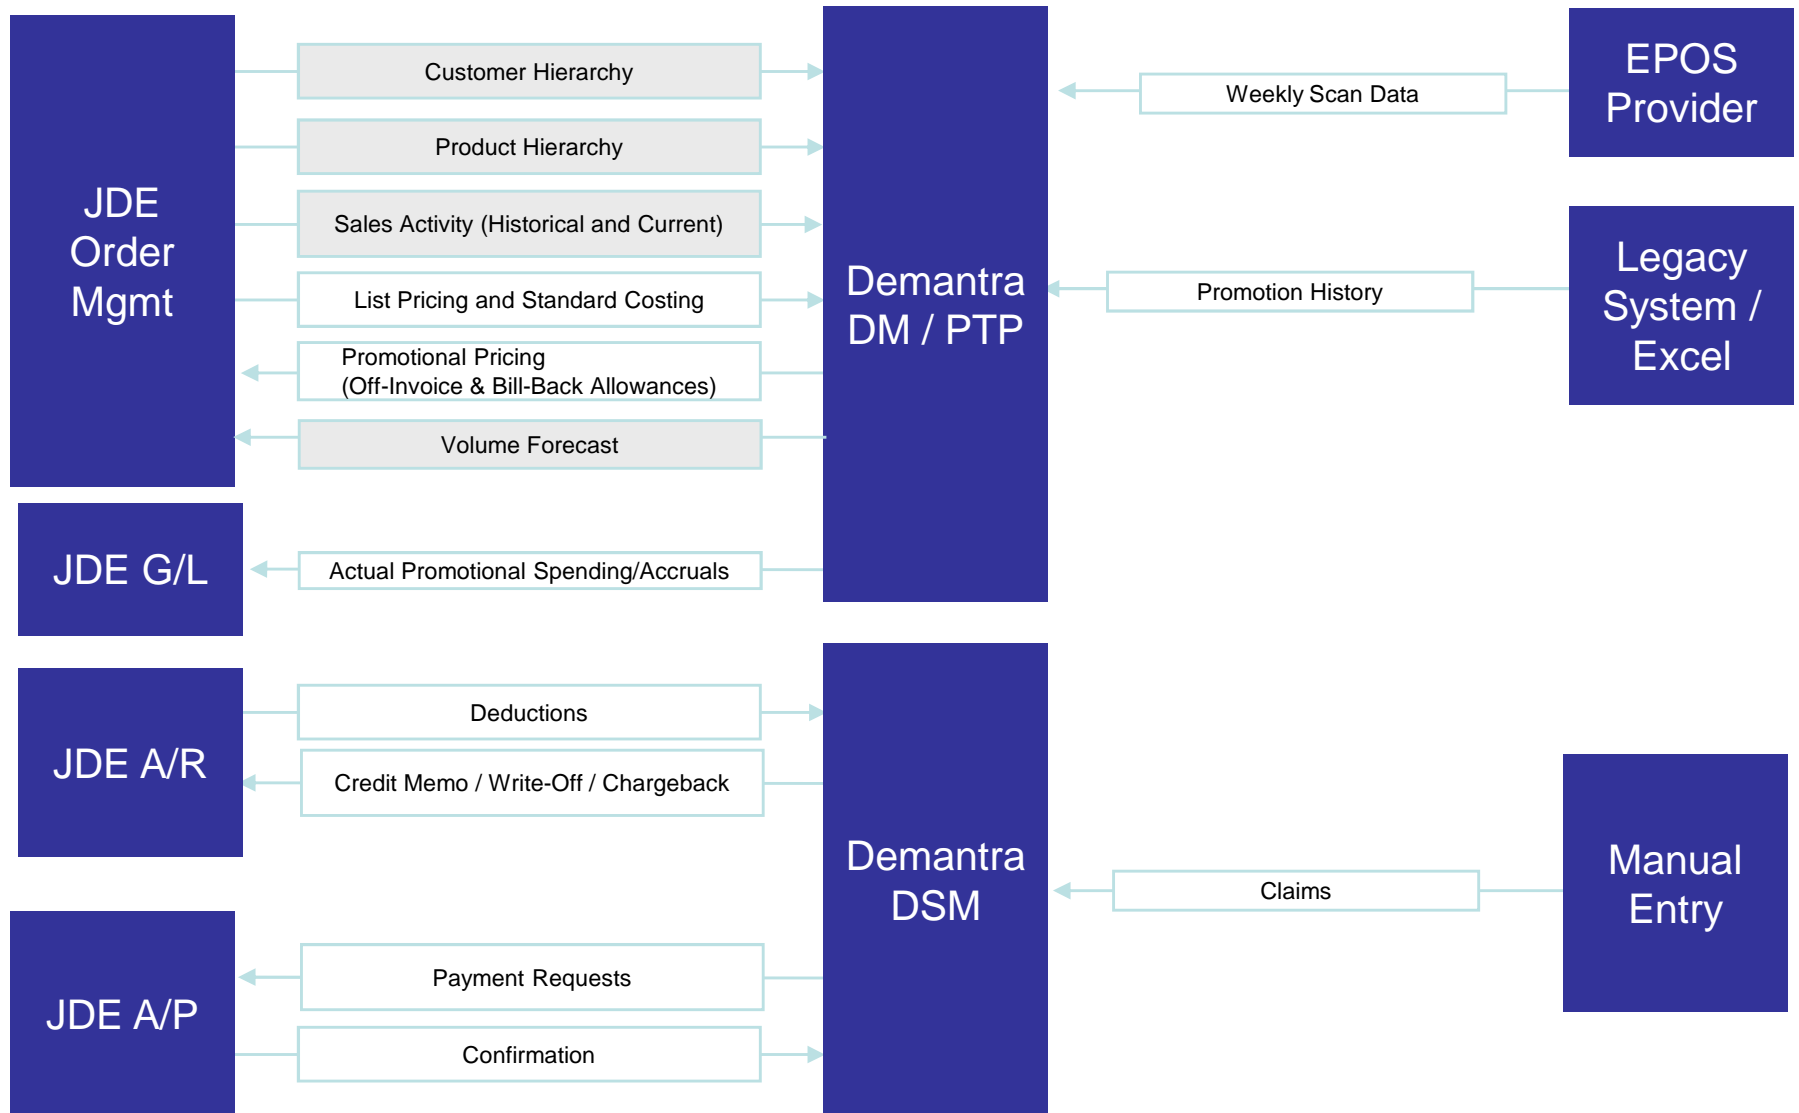 JDE
Order
Mgmt
Customer Hierarchy
Product Hierarchy
Sales Activity (Historical and Current)
List Pricing and Standard Costing
Promotional Pricing
(Off-Invoice & Bill-Back Allowances)
Volume Forecast
Demantra
DM / PTP
Weekly Scan Data
EPOS
Provider
Promotion History
Legacy
System /
Excel
JDE G/L
Actual Promotional Spending/Accruals
JDE A/R
Deductions
Credit Memo / Write-Off / Chargeback
Demantra
DSM
Claims
Manual
Entry
JDE A/P
Payment Requests
Confirmation